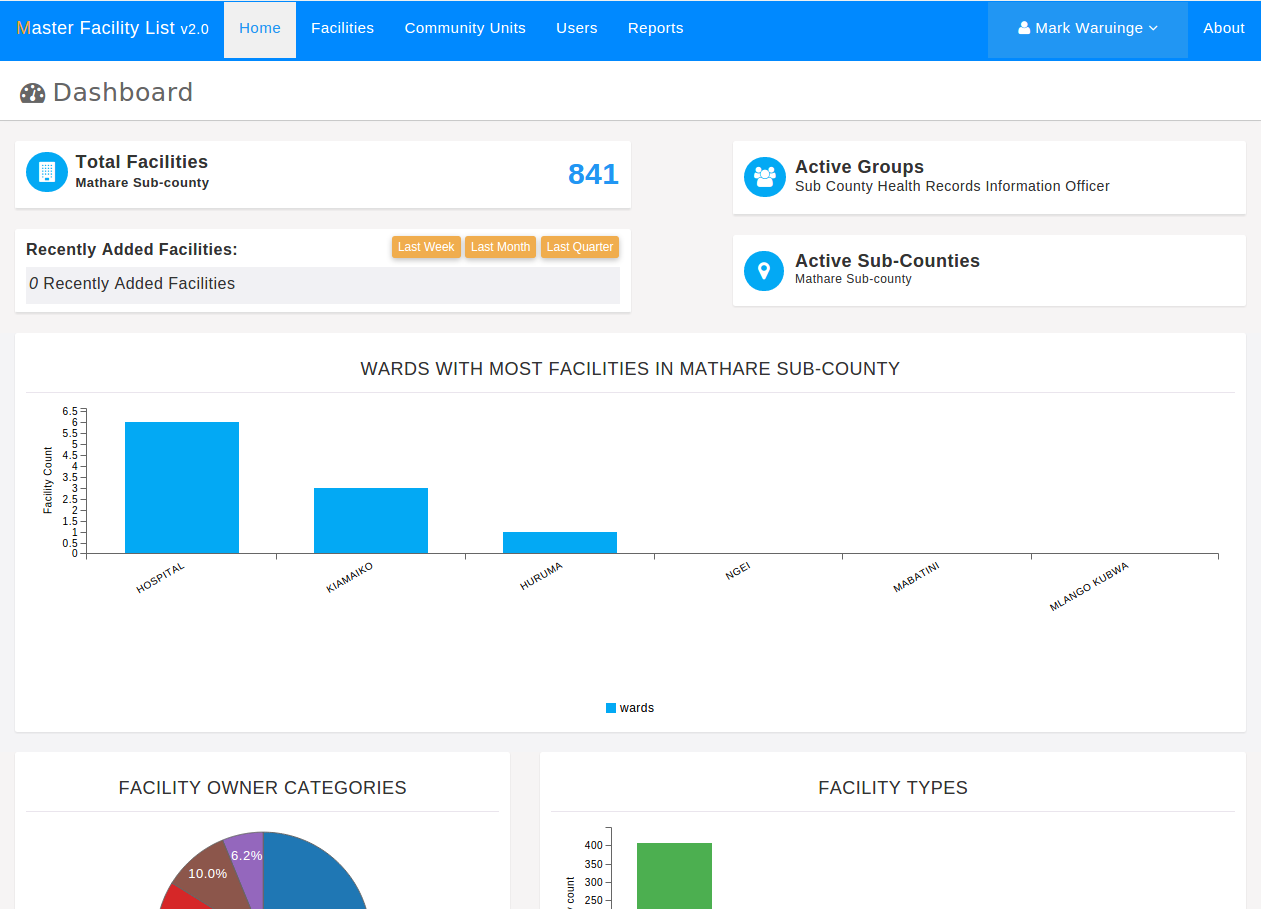 Master Facility List v2.0
Home
Facilities
Community Units
Users
Reports
Mark Waruinge
About
Dashboard
Total Facilities
Mathare Sub-county
841
Active Groups
Sub County Health Records Information Officer
Recently Added Facilities:
Last Week
Last Month
Last Quarter
0 Recently Added Facilities
Active Sub-Counties
Mathare Sub-county
WARDS WITH MOST FACILITIES IN MATHARE SUB-COUNTY
Facility Count
6.5
6
5.5
5
4.5
4
3.5
3
2.5
2
1.5
1
0.5
0
HOSPITAL
KIAMAIKO
HURUMA
NGEI
MABATINI
MLANGO KUBWA
wards
FACILITY OWNER CATEGORIES
6.2%
10.0%
FACILITY TYPES
400
350
300
250
count